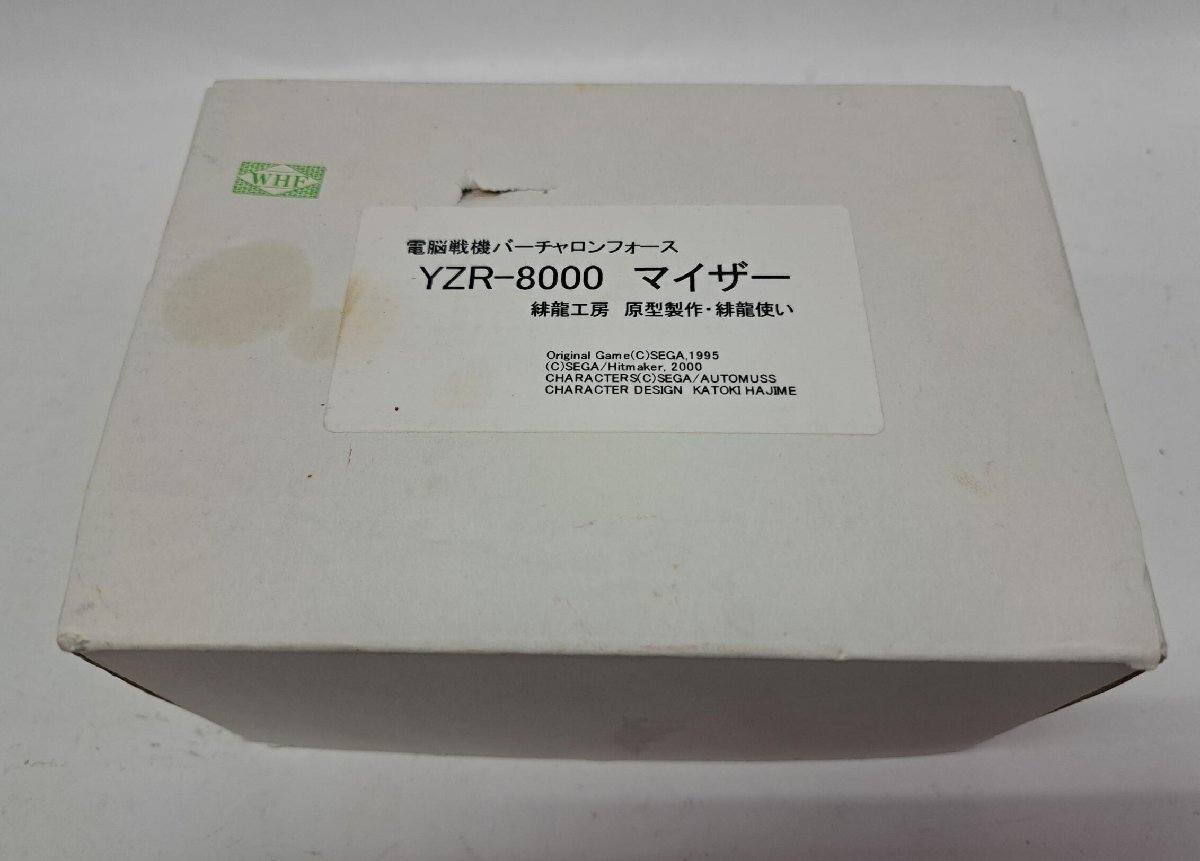 WHF
電脳戦機バーチャロンフォース
YZR-8000 マイザー
緋龍工房 原型製作・緋龍使い
Original Game(C)SEGA,1995
(C)SEGA/Hitmaker, 2000
CHARACTERS(C)SEGA/AUTOMUSS
CHARACTER DESIGN KATOKI HAJIME